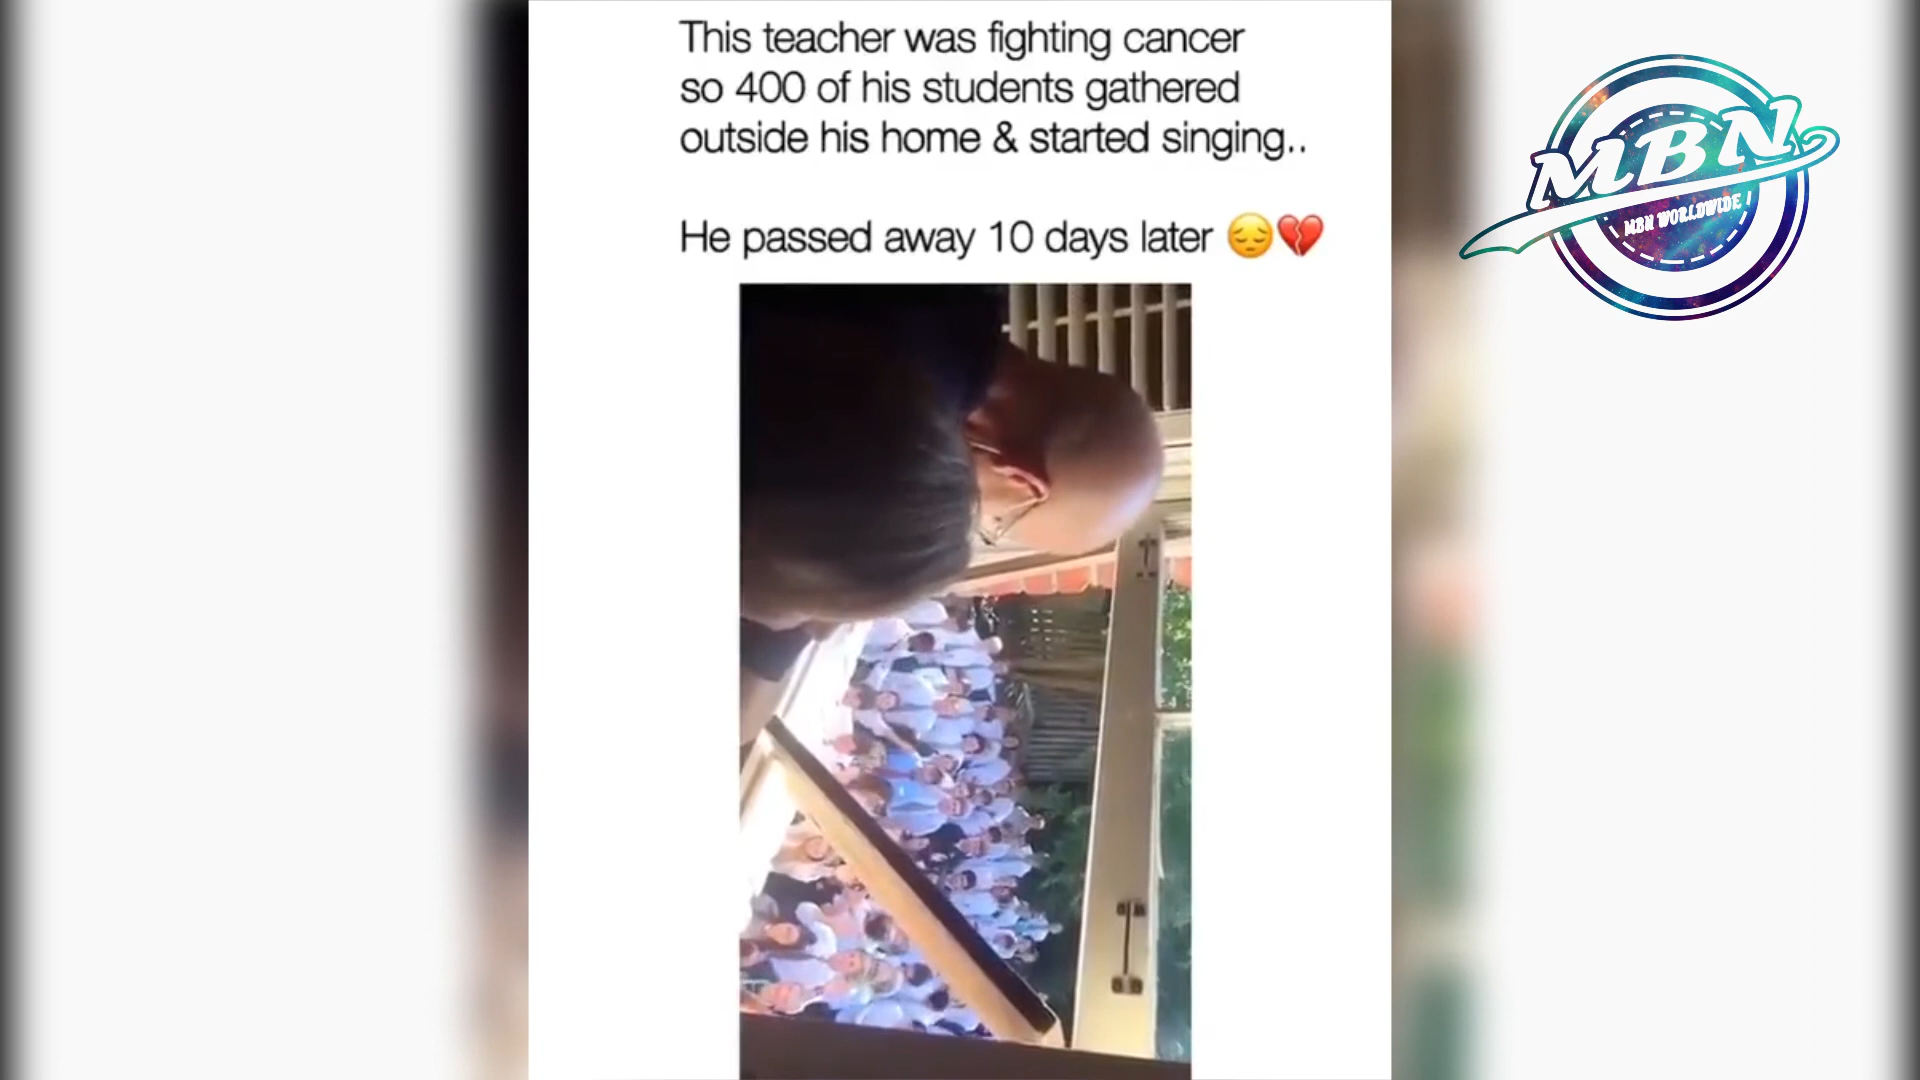 This teacher was fighting cancer
so 400 of his students gathered
outside his home & started singing..
He passed away 10 days later 😔💔
MBN
MBN WORLDWIDE